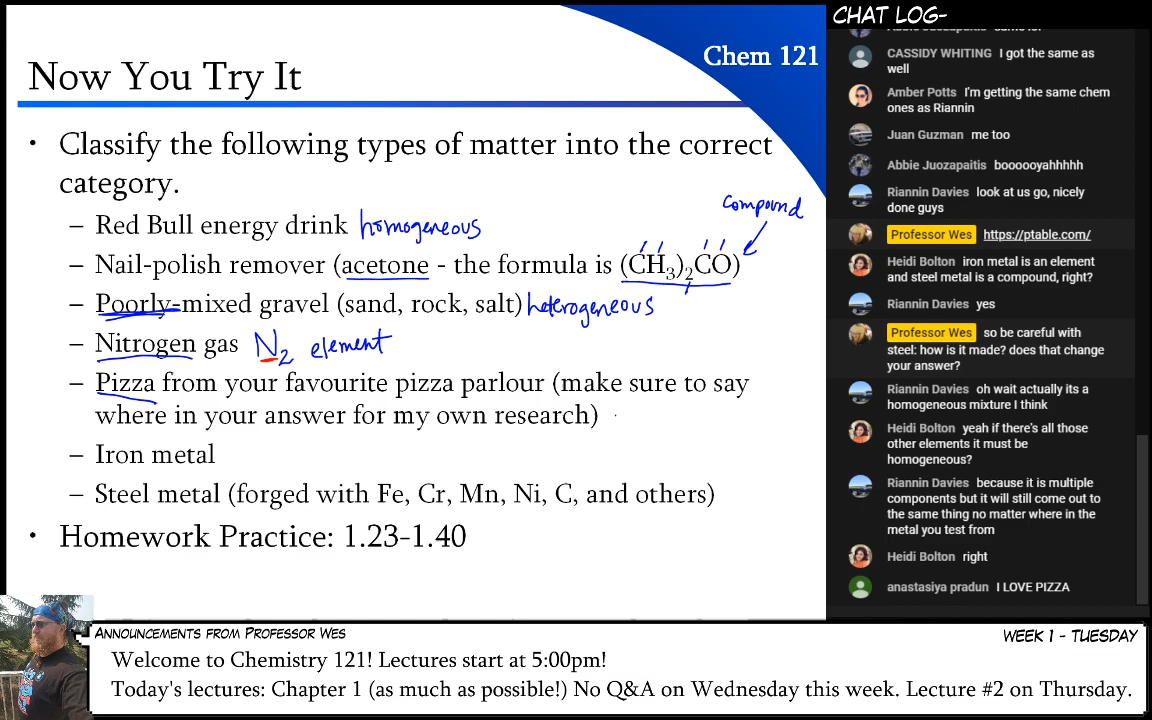 CHAT LOG-
Chem 121
Now You Try It
• Classify the following types of matter into the correct
category.
– Red Bull energy drink homogeneous
compound
– Nail-polish remover (acetone - the formula is (CH₃)₂CO)
– Poorly-mixed gravel (sand, rock, salt) heterogeneous
– Nitrogen gas N₂ element
– Pizza from your favourite pizza parlour (make sure to say
where in your answer for my own research)
– Iron metal
– Steel metal (forged with Fe, Cr, Mn, Ni, C, and others)
• Homework Practice: 1.23-1.40
CASSIDY WHITING I got the same as
well
Amber Potts I'm getting the same chem
ones as Riannin
Juan Guzman me too
Abbie Juozapaitis boooooyahhhhh
Riannin Davies look at us go, nicely
done guys
Professor Wes https://ptable.com/
Heidi Bolton iron metal is an element
and steel metal is a compound, right?
Riannin Davies yes
Professor Wes so be careful with
steel: how is it made? does that change
your answer?
Riannin Davies oh wait actually its a
homogeneous mixture I think
Heidi Bolton yeah if there's all those
other elements it must be
homogeneous?
Riannin Davies because it is multiple
components but it will still come out to
the same thing no matter where in the
metal you test from
Heidi Bolton right
anastasiya pradun I LOVE PIZZA
Announcements from Professor Wes
Week 1 - Tuesday
Welcome to Chemistry 121! Lectures start at 5:00pm!
Today's lectures: Chapter 1 (as much as possible!) No Q&A on Wednesday this week. Lecture #2 on Thursday.